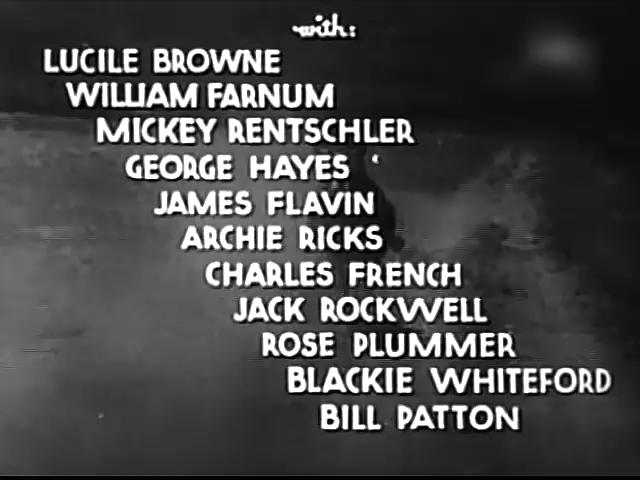 with:
LUCILE BROWNE
WILLIAM FARNUM
MICKEY RENTSCHLER
GEORGE HAYES
JAMES FLAVIN
ARCHIE RICKS
CHARLES FRENCH
JACK ROCKWELL
ROSE PLUMMER
BLACKIE WHITEFORD
BILL PATTON